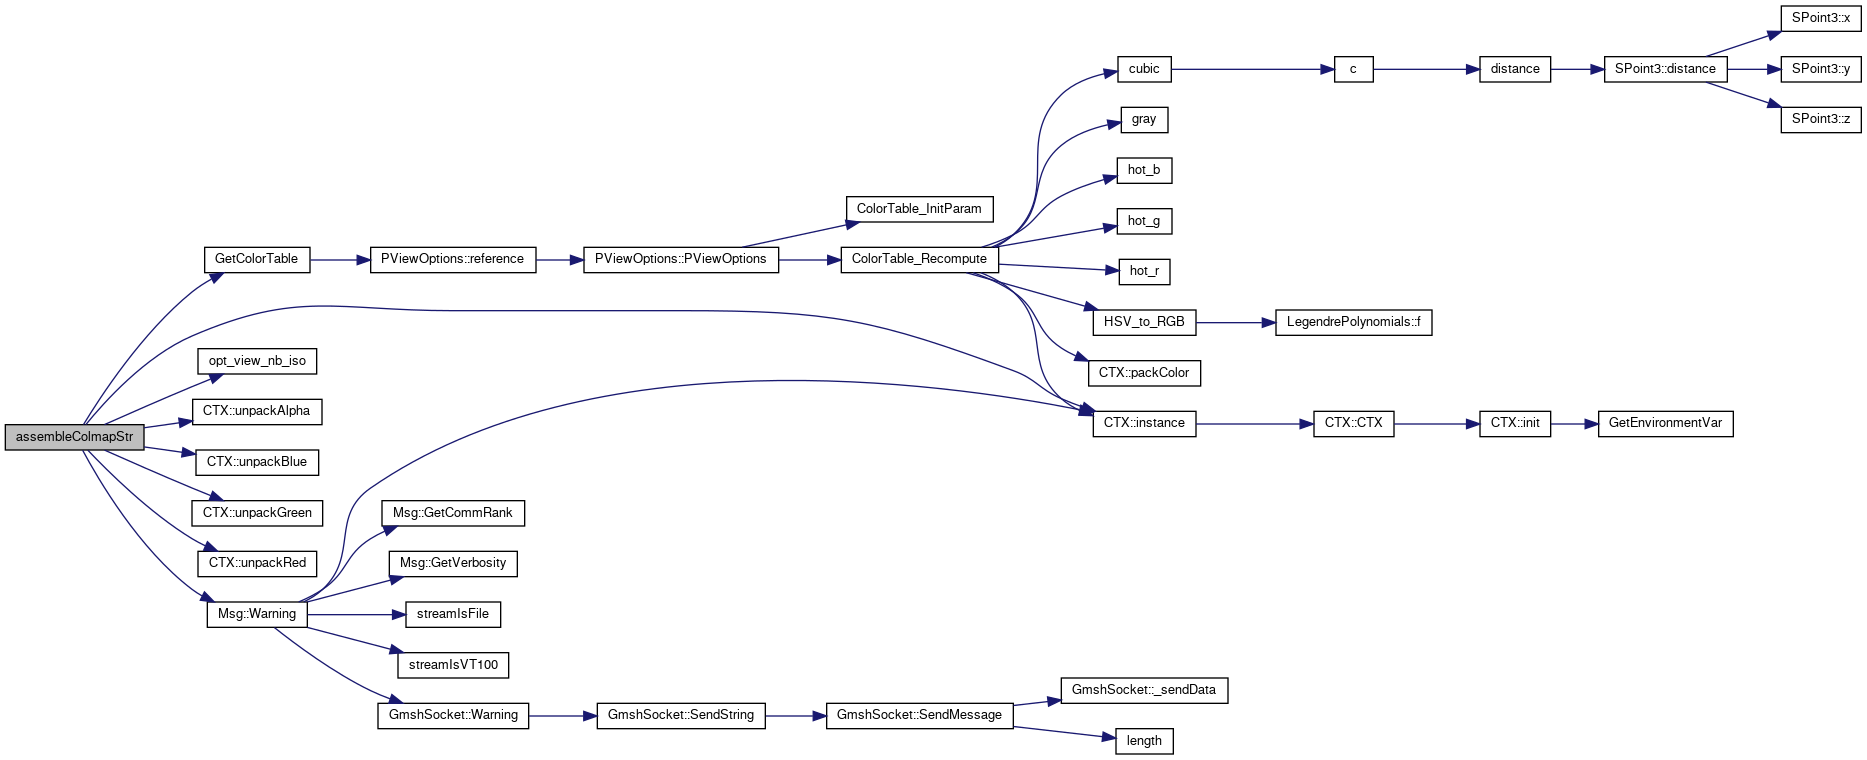 SPoint3::x
cubic
c
distance
SPoint3::distance
SPoint3::y
gray
SPoint3::z
hot_b
ColorTable_InitParam
hot_g
GetColorTable
PViewOptions::reference
PViewOptions::PViewOptions
ColorTable_Recompute
hot_r
HSV_to_RGB
LegendrePolynomials::f
opt_view_nb_iso
CTX::packColor
CTX::unpackAlpha
CTX::instance
CTX::CTX
CTX::init
GetEnvironmentVar
assembleColmapStr
CTX::unpackBlue
CTX::unpackGreen
Msg::GetCommRank
CTX::unpackRed
Msg::GetVerbosity
Msg::Warning
streamIsFile
streamIsVT100
GmshSocket::_sendData
GmshSocket::Warning
GmshSocket::SendString
GmshSocket::SendMessage
length